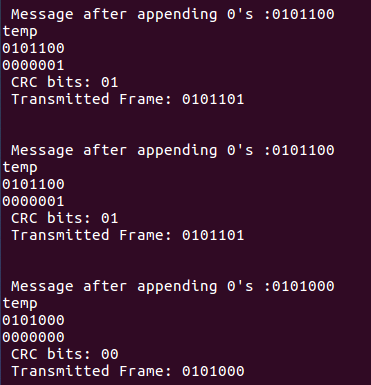 Message after appending 0's :0101100
temp
0101100
0000001
CRC bits: 01
Transmitted Frame: 0101101
Message after appending 0's :0101100
temp
0101100
0000001
CRC bits: 01
Transmitted Frame: 0101101
Message after appending 0's :0101000
temp
0101000
0000000
CRC bits: 00
Transmitted Frame: 0101000